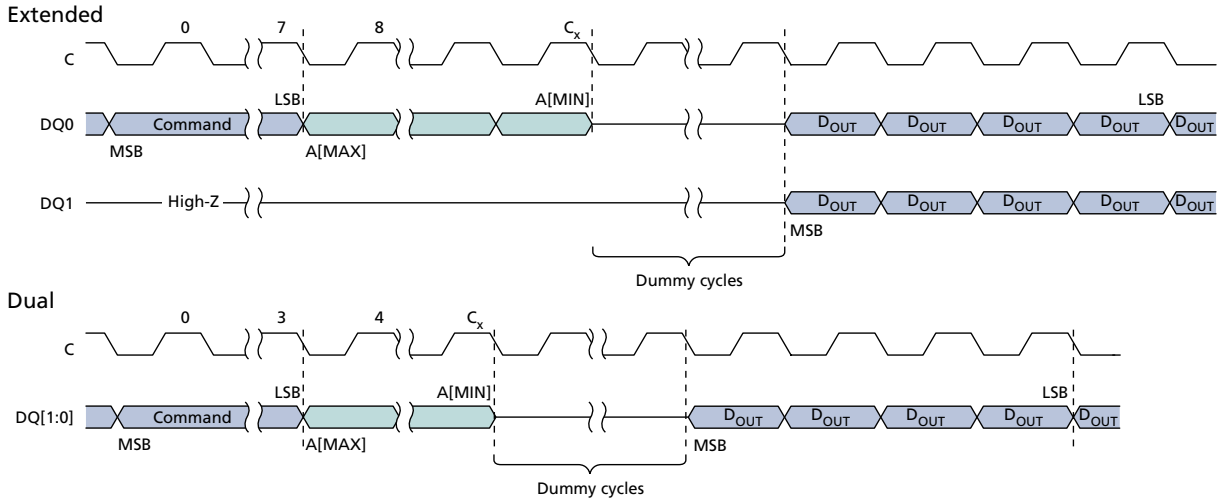 Extended
0 7 8 Cx
C
LSB A[MIN] LSB
DQ0 Command DOUT DOUT DOUT DOUT DOUT
MSB A[MAX]
DQ1 High-Z DOUT DOUT DOUT DOUT DOUT
MSB
Dummy cycles
Dual
0 3 4 Cx
C
LSB A[MIN] LSB
DQ[1:0] Command DOUT DOUT DOUT DOUT DOUT
MSB A[MAX] MSB
Dummy cycles